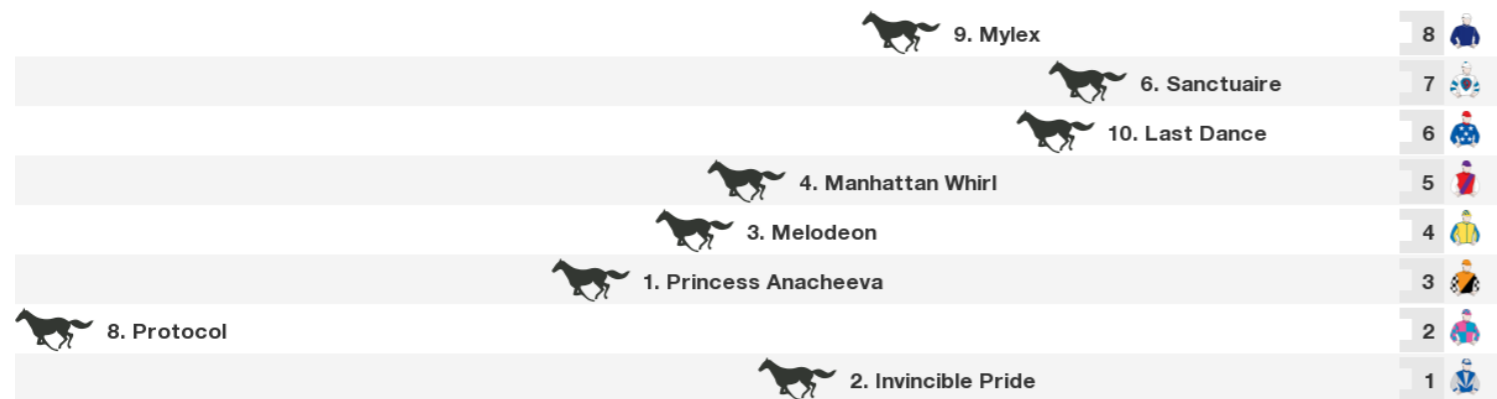 9. Mylex 8
6. Sanctuaire 7
10. Last Dance 6
4. Manhattan Whirl 5
3. Melodeon 4
1. Princess Anacheeva 3
8. Protocol 2
2. Invincible Pride 1